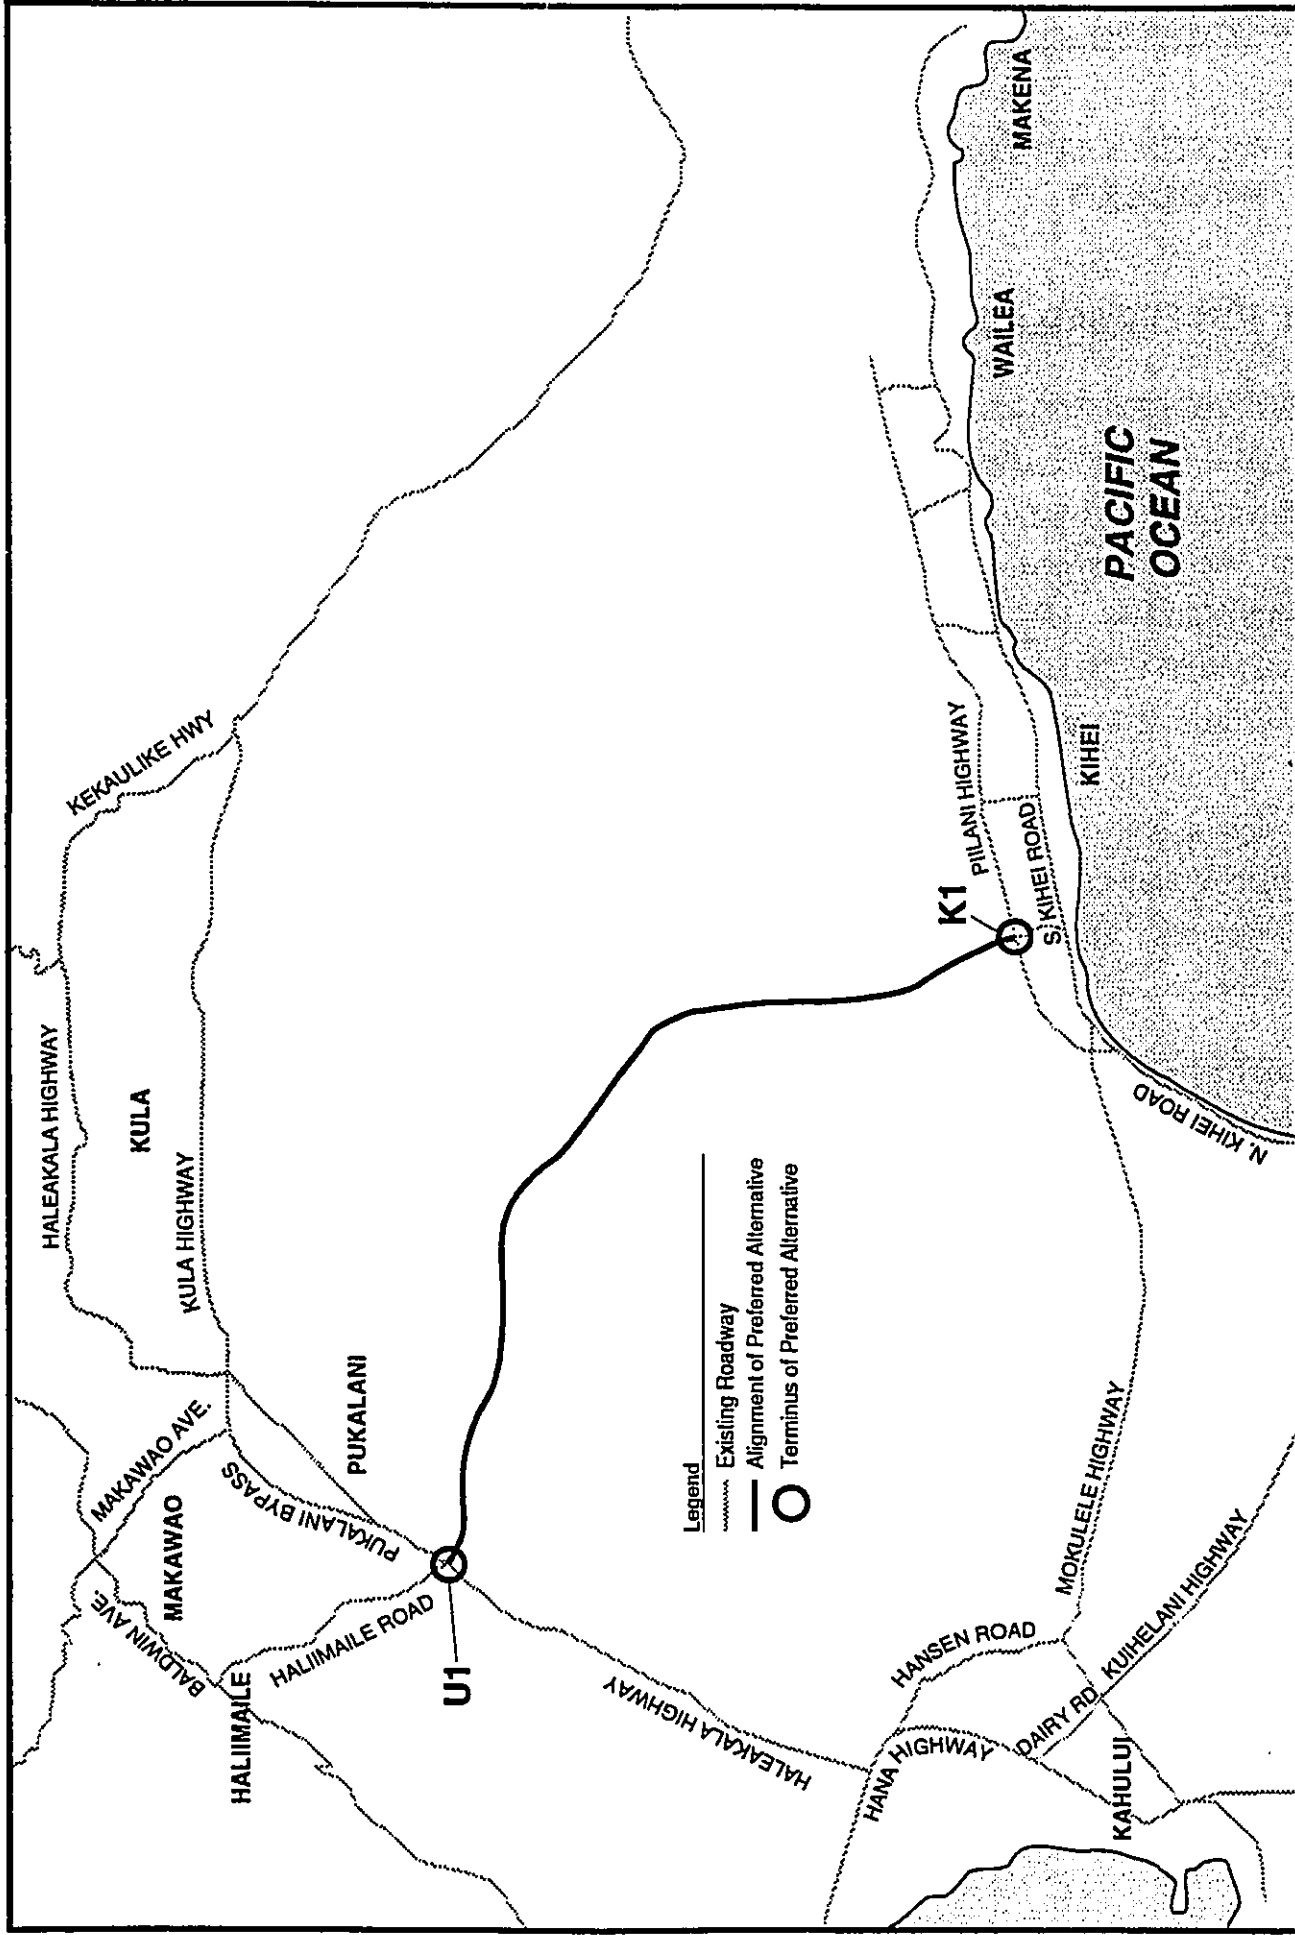 HALEAKALA HIGHWAY
KULA
KULA HIGHWAY
KEKAULIKE HWY
MAKAWAO AVE.
MAKAWAO
BALDWIN AVE.
PUKALANI BYPASS
PUKALANI
HALIIMAILE
HALIIMAILE ROAD
U1
HALEAKALA HIGHWAY
Legend
Existing Roadway
Alignment of Preferred Alternative
Terminus of Preferred Alternative
HANA HIGHWAY
HANSEN ROAD
DAIRY RD
KUIHELANI HIGHWAY
MOKULELE HIGHWAY
KAHULUI
K1
PIILANI HIGHWAY
S. KIHEI ROAD
N. KIHEI ROAD
KIHEI
WAILEA
MAKENA
PACIFIC
OCEAN